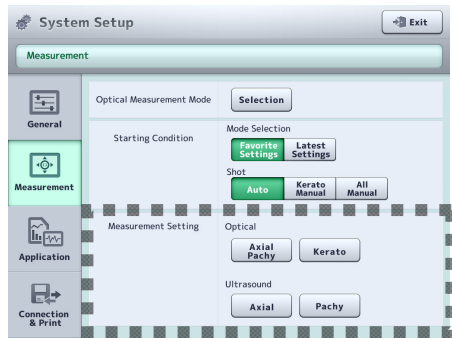 System Setup
Exit
Measurement
General
Measurement
Application
Connection
& Print
Optical Measurement Mode
Selection
Starting Condition
Mode Selection
Favorite
Settings
Latest
Settings
Shot
Auto
Kerato
Manual
All
Manual
Measurement Setting
Optical
Axial
Pachy
Kerato
Ultrasound
Axial
Pachy